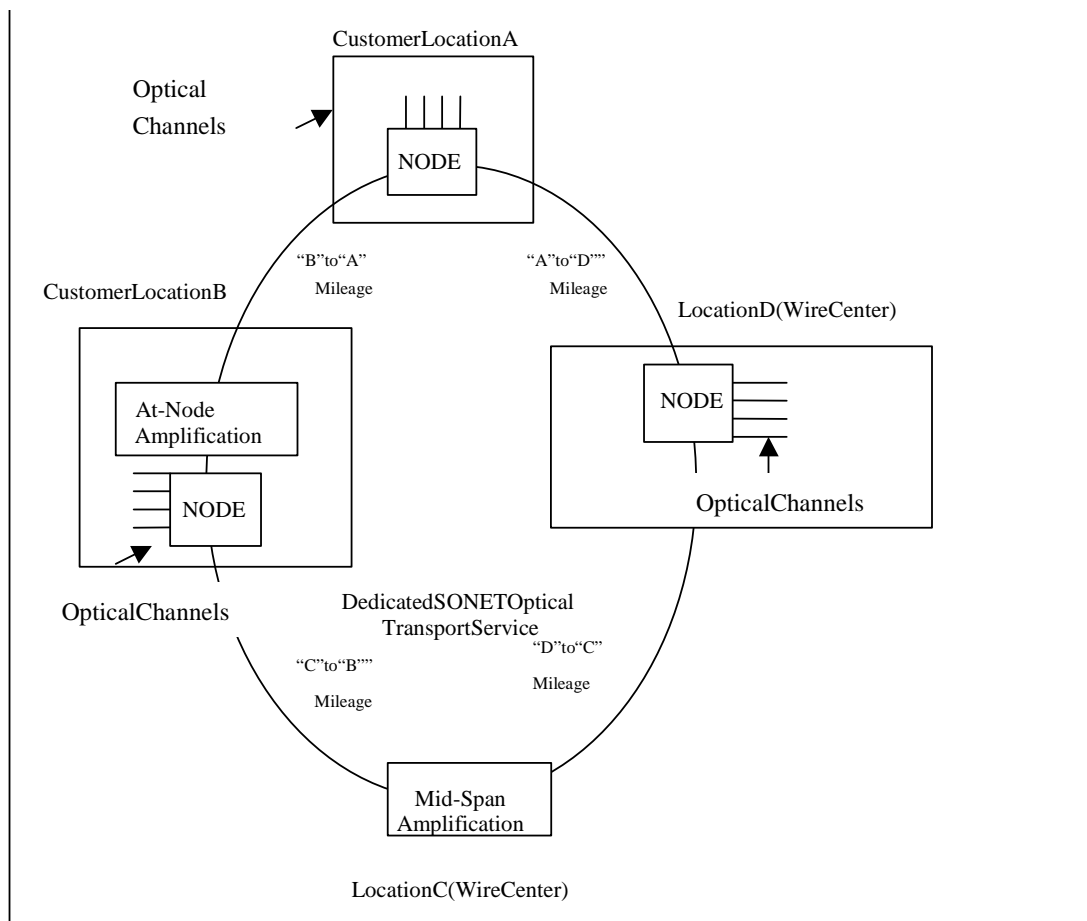 CustomerLocationA
Optical
Channels
NODE
“B”to“A”
Mileage
“A”to“D””
Mileage
CustomerLocationB
LocationD(WireCenter)
At-Node
Amplification
NODE
NODE
OpticalChannels
OpticalChannels
DedicatedSONETOptical
TransportService
“D”to“C”
Mileage
“C”to“B””
Mileage
Mid-Span
Amplification
LocationC(WireCenter)